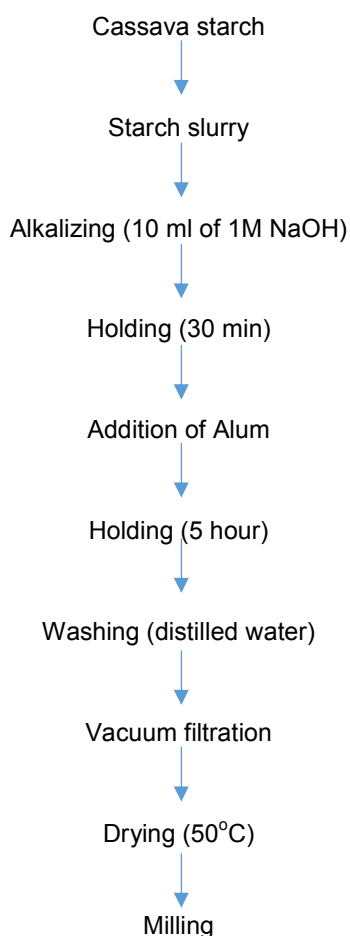 Cassava starch
Starch slurry
Alkalizing (10 ml of 1M NaOH)
Holding (30 min)
Addition of Alum
Holding (5 hour)
Washing (distilled water)
Vacuum filtration
Drying (50°C)
Milling